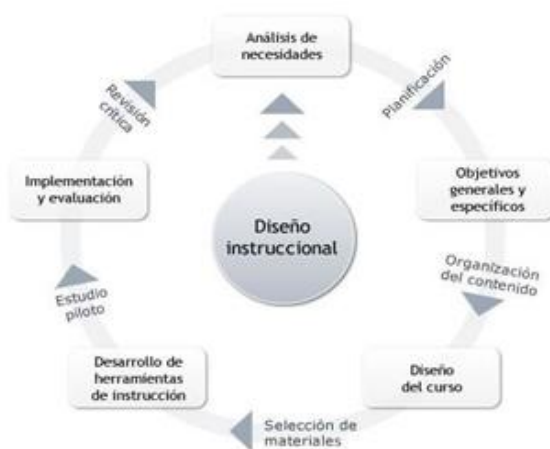 Análisis de
necesidades
Planificación
Objetivos
generales y
específicos
Organización
del contenido
Diseño
del curso
Selección de
materiales
Desarrollo de
herramientas
de instrucción
Estudio
piloto
Implementación
y evaluación
Revisión
crítica
Diseño
instruccional